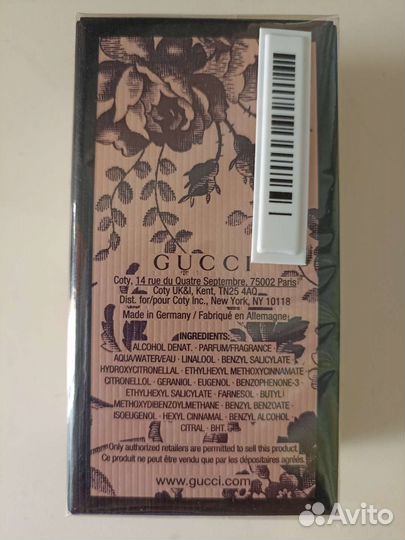 GUCCI
Coty, 14 rue du Quatre Septembre, 75002 Paris
Coty UK&I, Kent, TN25 4AQ
Dist. for/pour Coty Inc., New York, NY 10118
Made in Germany / Fabriqué en Allemagne
INGREDIENTS:
ALCOHOL DENAT. - PARFUM/FRAGRANCE -
AQUA/WATER/EAU - LINALOOL - BENZYL SALICYLATE -
HYDROXYCITRONELLAL - ETHYLHEXYL METHOXYCINNAMATE -
CITRONELLOL - GERANIOL - EUGENOL - BENZOPHENONE-3 -
ETHYLHEXYL SALICYLATE - FARNESOL - BUTYL
METHOXYDIBENZOYLMETHANE - BENZYL BENZOATE -
ISOEUGENOL - HEXYL CINNAMAL - BENZYL ALCOHOL -
CITRAL - BHT.
Only authorized retailers are permitted to sell this product.
Ce produit ne peut être vendu que par les dépositaires agréés.
www.gucci.com
Avito